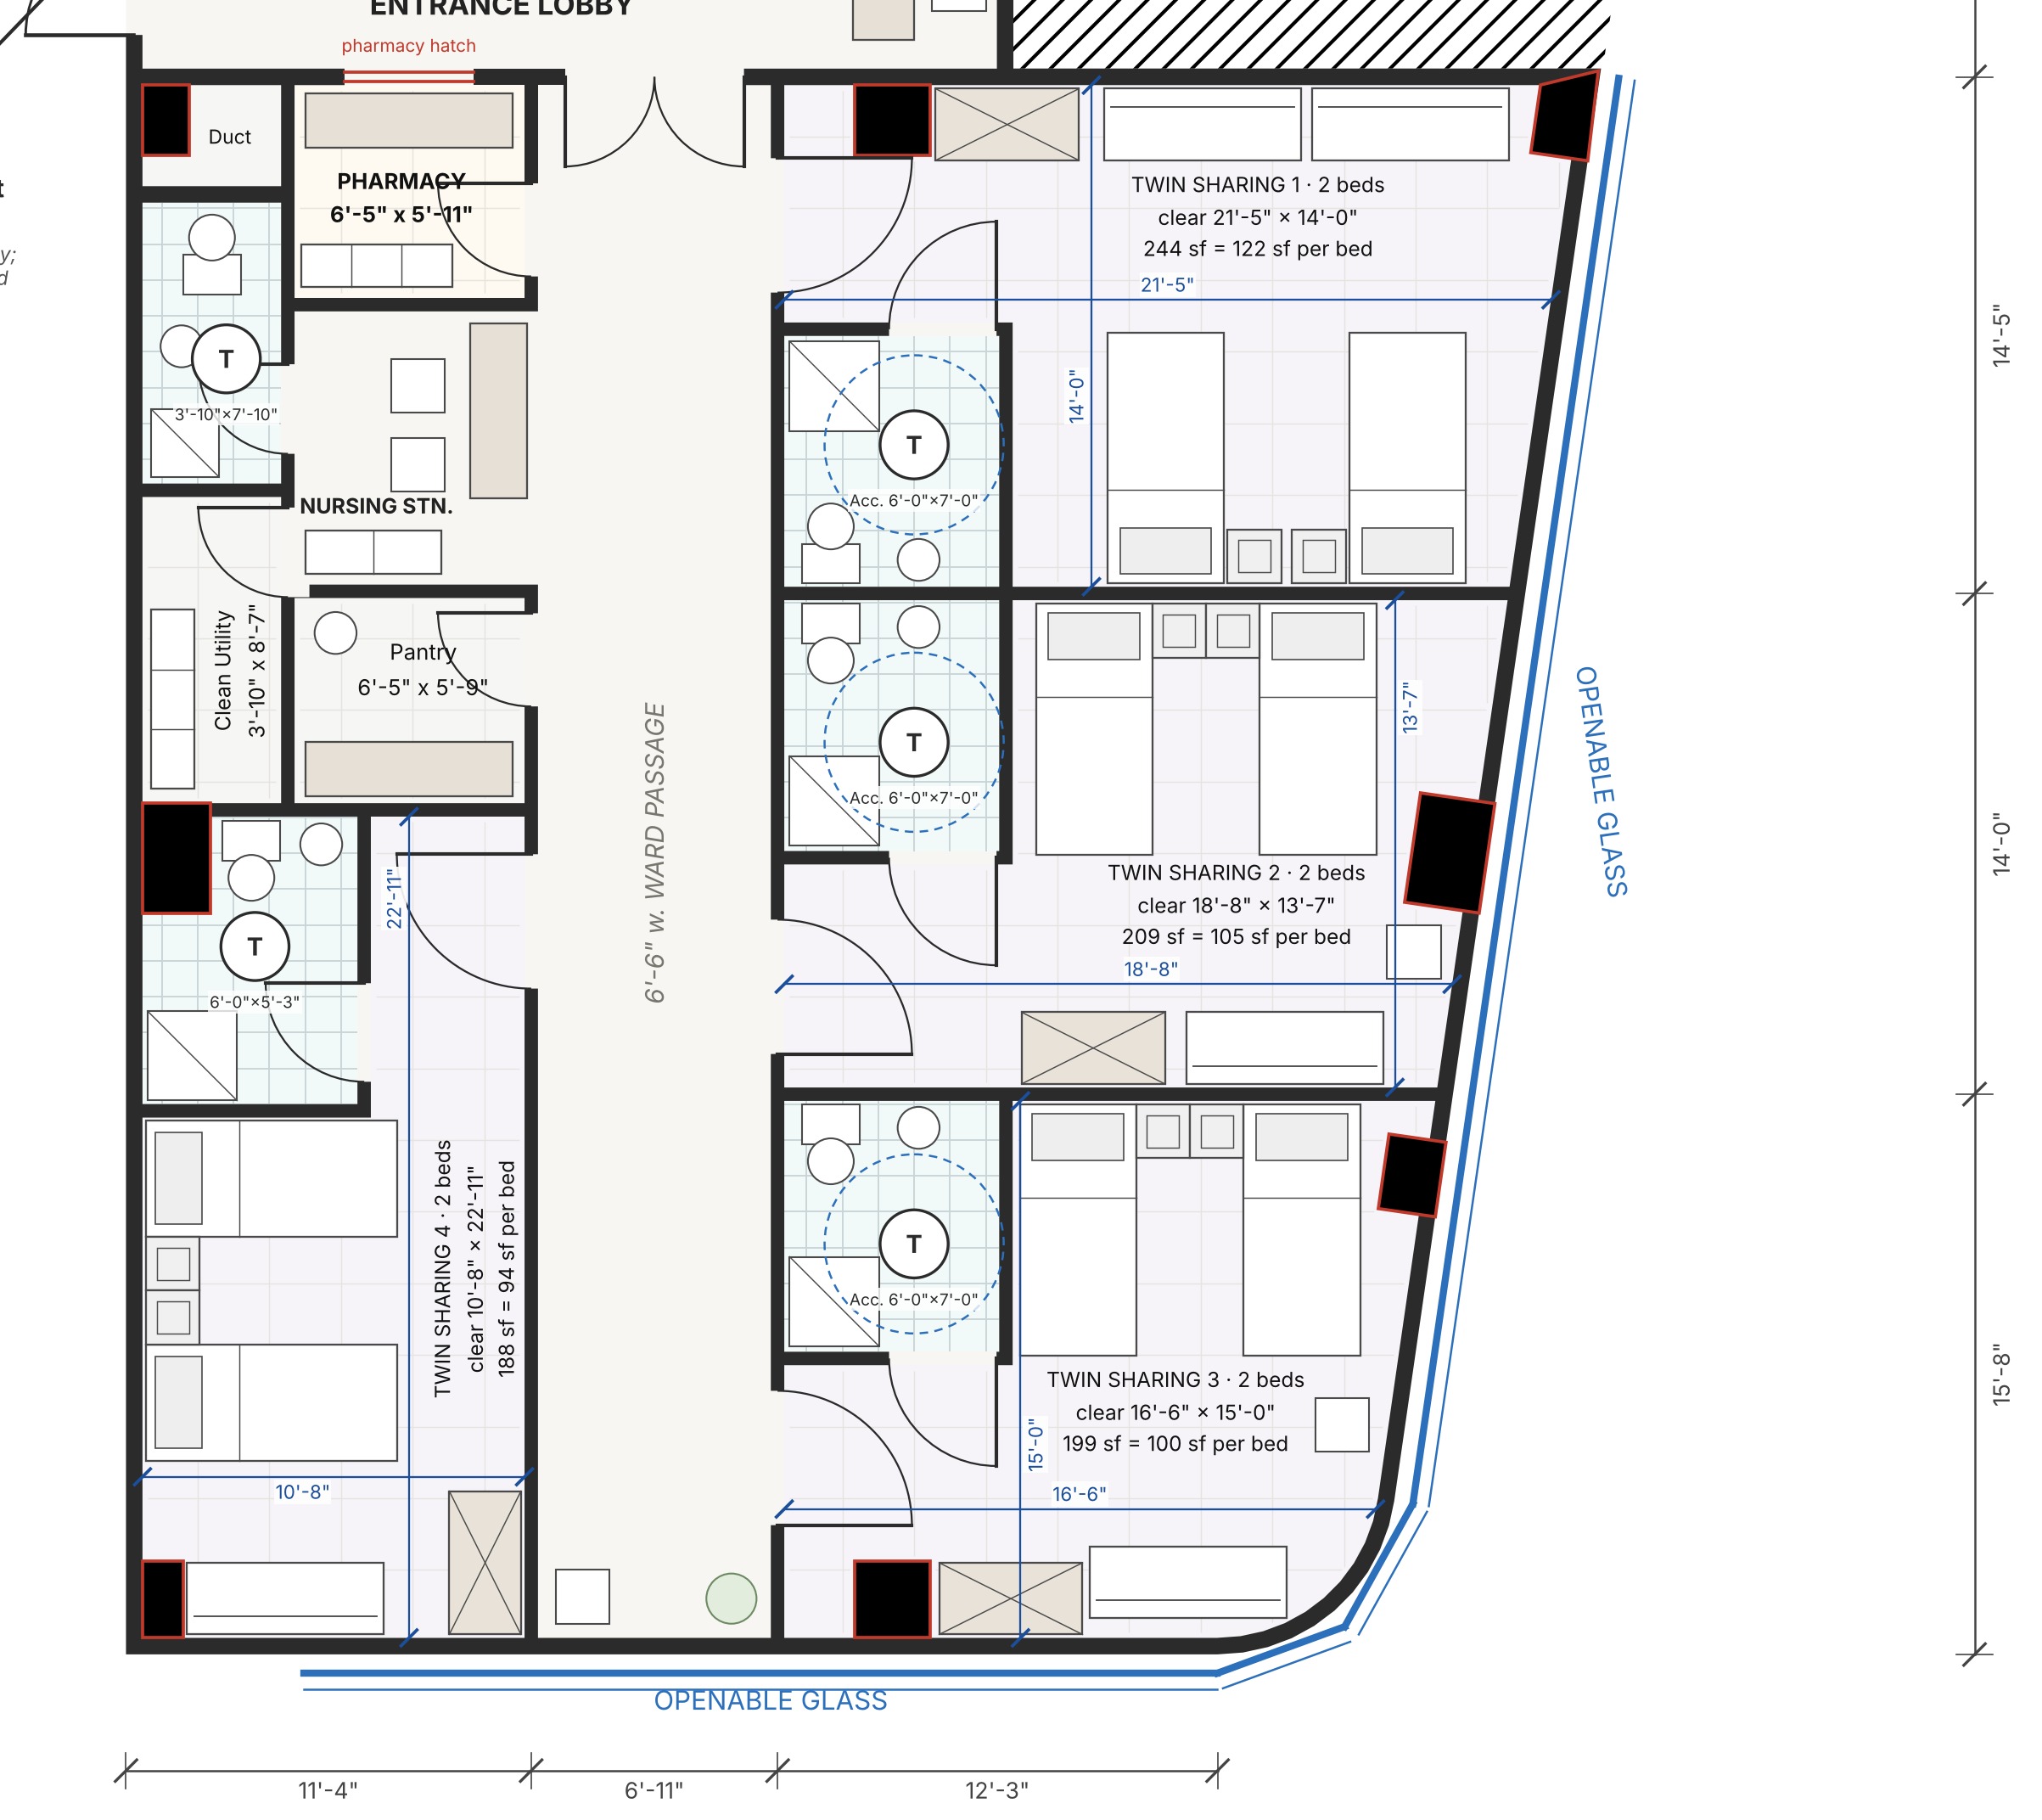 ENTRANCE LOBBY
pharmacy hatch
Duct
PHARMACY
6'-5" x 5'-11"
TWIN SHARING 1 · 2 beds
clear 21'-5" × 14'-0"
244 sf = 122 sf per bed
21'-5"
14'-0"
14'-5"
T
3'-10"×7'-10"
T
Acc. 6'-0"×7'-0"
NURSING STN.
Clean Utility
3'-10" x 8'-7"
Pantry
6'-5" x 5'-9"
T
Acc. 6'-0"×7'-0"
6'-6" w. WARD PASSAGE
13'-7"
OPENABLE GLASS
TWIN SHARING 2 · 2 beds
clear 18'-8" × 13'-7"
209 sf = 105 sf per bed
18'-8"
14'-0"
22'-11"
T
6'-0"×5'-3"
TWIN SHARING 4 · 2 beds
clear 10'-8" × 22'-11"
188 sf = 94 sf per bed
10'-8"
T
Acc. 6'-0"×7'-0"
TWIN SHARING 3 · 2 beds
clear 16'-6" × 15'-0"
199 sf = 100 sf per bed
15'-0"
16'-6"
15'-8"
OPENABLE GLASS
11'-4"
6'-11"
12'-3"